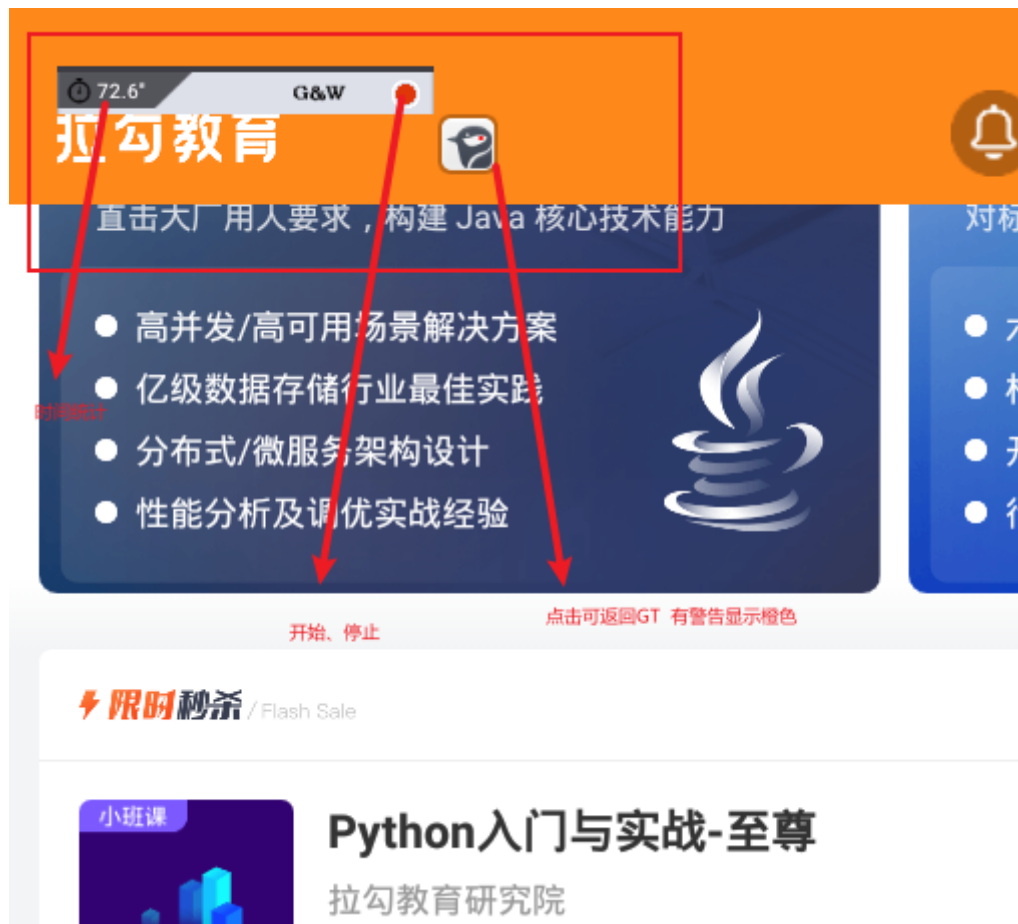 72.6" G&W
拉勾教育
直击大厂用人要求，构建 Java 核心技术能力
对标
高并发/高可用场景解决方案
亿级数据存储行业最佳实践
时间统计
分布式/微服务架构设计
性能分析及调优实战经验
点击可返回GT 有警告显示橙色
开始、停止
限时秒杀 / Flash Sale
小班课
Python入门与实战-至尊
拉勾教育研究院